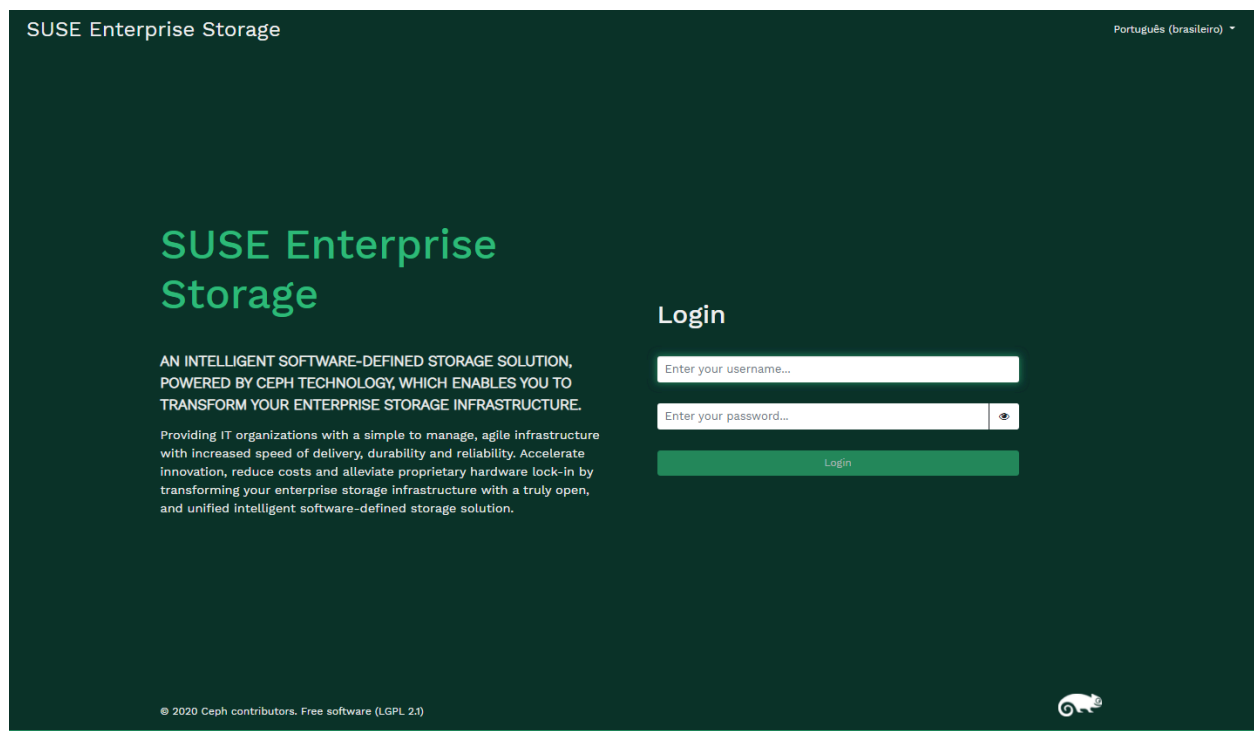 SUSE Enterprise Storage
Português (brasileiro)
SUSE Enterprise
Storage
AN INTELLIGENT SOFTWARE-DEFINED STORAGE SOLUTION,
POWERED BY CEPH TECHNOLOGY, WHICH ENABLES YOU TO
TRANSFORM YOUR ENTERPRISE STORAGE INFRASTRUCTURE.
Providing IT organizations with a simple to manage, agile infrastructure
with increased speed of delivery, durability and reliability. Accelerate
innovation, reduce costs and alleviate proprietary hardware lock-in by
transforming your enterprise storage infrastructure with a truly open,
and unified intelligent software-defined storage solution.
Login
Enter your username...
Enter your password...
Login
© 2020 Ceph contributors. Free software (LGPL 2.1)